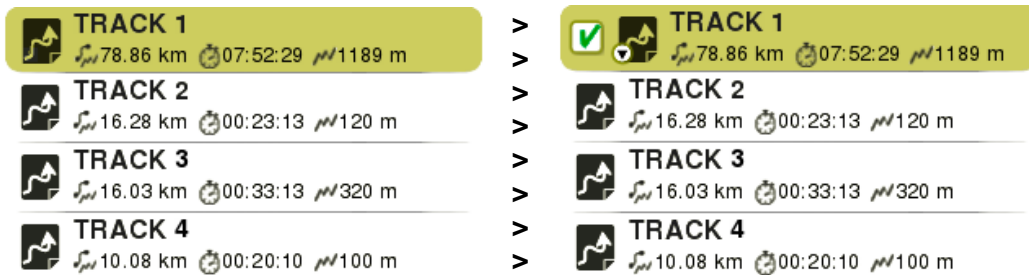 TRACK 1 > TRACK 1
78.86 km 07:52:29 1189 m > 78.86 km 07:52:29 1189 m
TRACK 2 > TRACK 2
16.28 km 00:23:13 120 m > 16.28 km 00:23:13 120 m
TRACK 3 > TRACK 3
16.03 km 00:33:13 320 m > 16.03 km 00:33:13 320 m
TRACK 4 > TRACK 4
10.08 km 00:20:10 100 m > 10.08 km 00:20:10 100 m